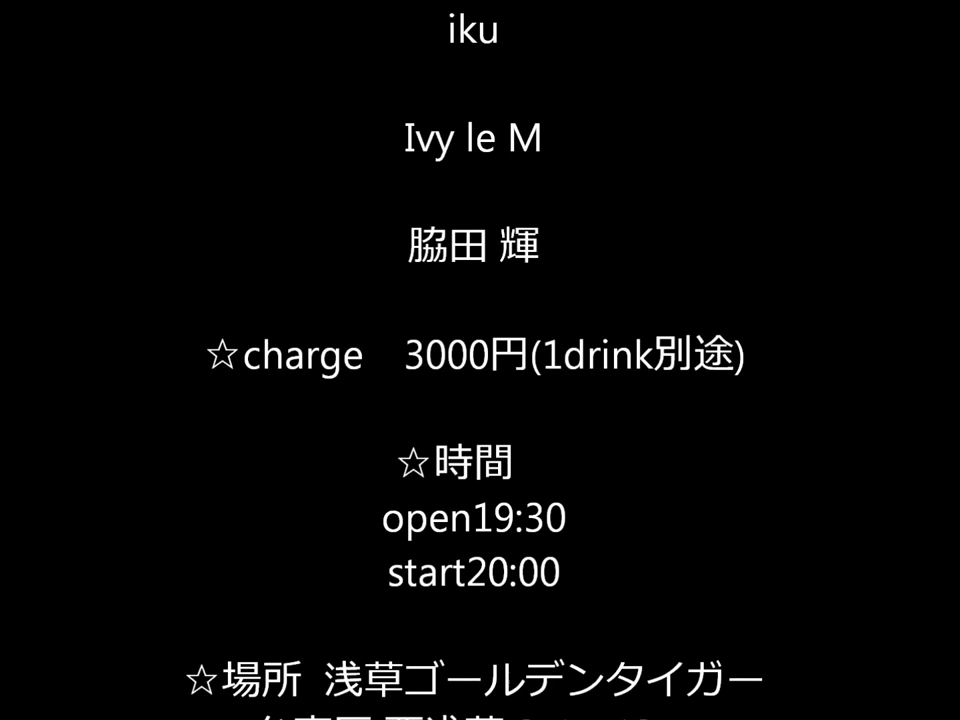 iku
Ivy le M
脇田 輝
☆charge　3000円(1drink別途)
☆時間
open19:30
start20:00
☆場所 浅草ゴールデンタイガー